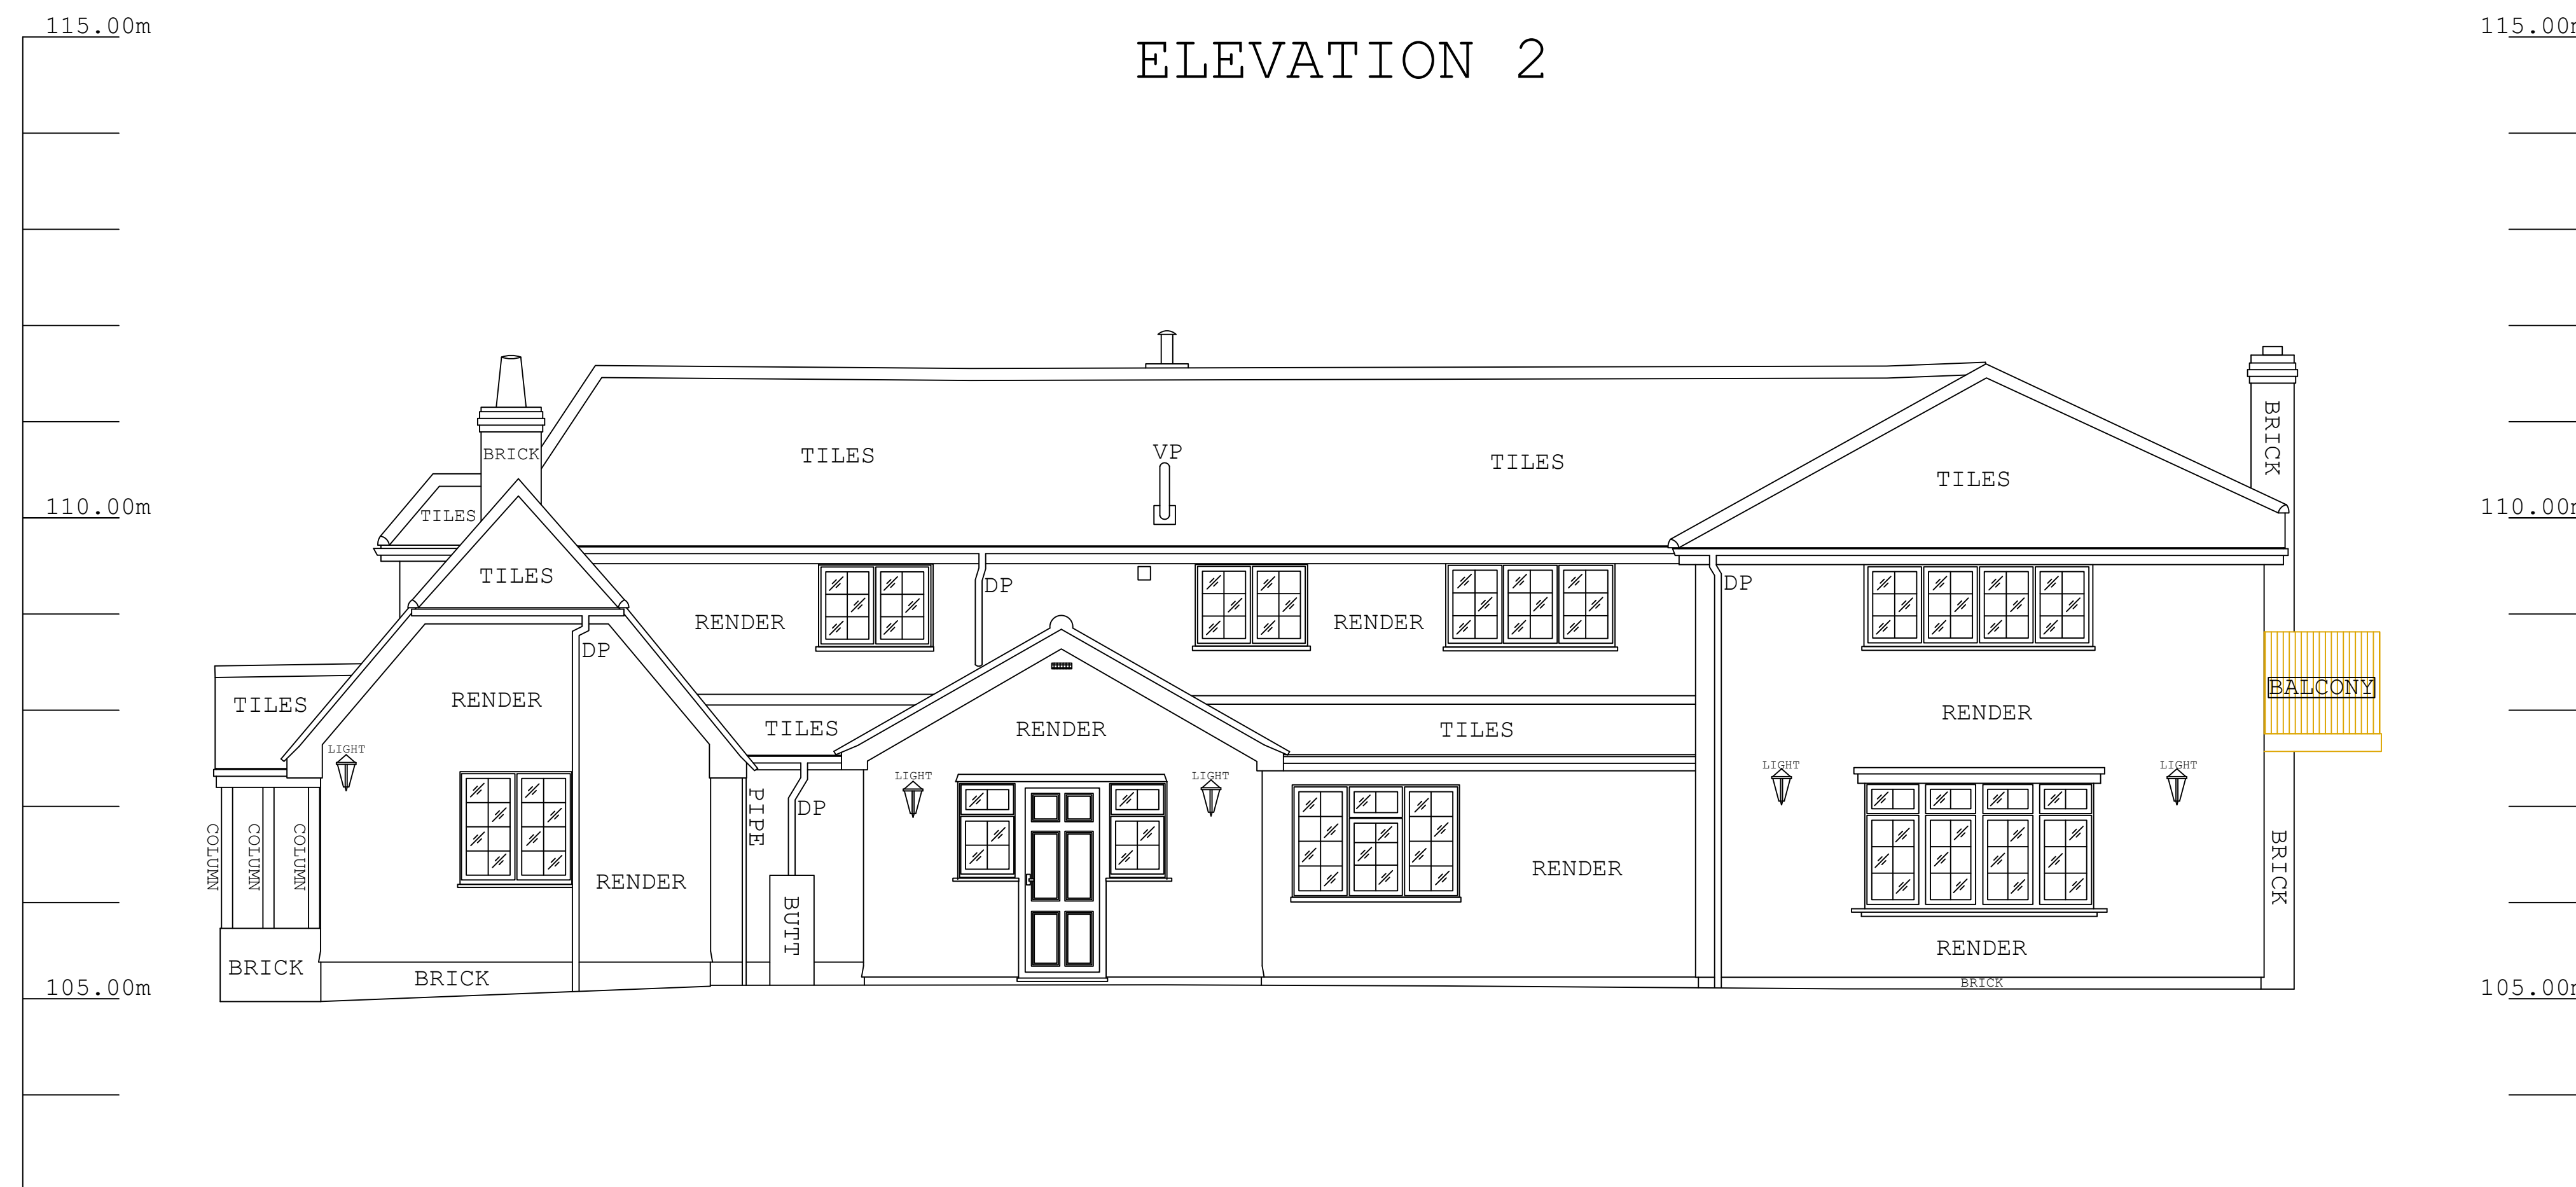 115.00m
115.00m
ELEVATION 2
BRICK
BRICK
VP
TILES
TILES
TILES
110.00m
TILES
110.00m
TILES
DP
DP
RENDER
RENDER
DP
BALCONY
TILES
RENDER
RENDER
TILES
RENDER
TILES
LIGHT
LIGHT
LIGHT
LIGHT
LIGHT
PIPE
DP
COLUMN
COLUMN
COLUMN
BRICK
RENDER
RENDER
BUTT
RENDER
BRICK
BRICK
BRICK
105.00m
105.00m